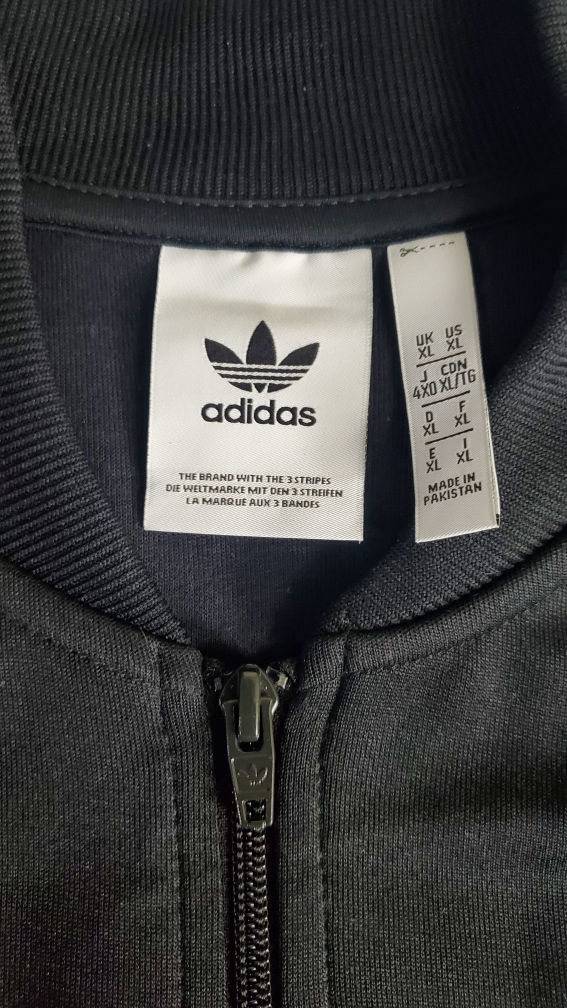 adidas
THE BRAND WITH THE 3 STRIPES
DIE WELTMARKE MIT DEN 3 STREIFEN
LA MARQUE AUX 3 BANDES
UK US
XL XL
J CDN
4XO XL/TG
D F
XL XL
E I
XL XL
MADE IN
PAKISTAN